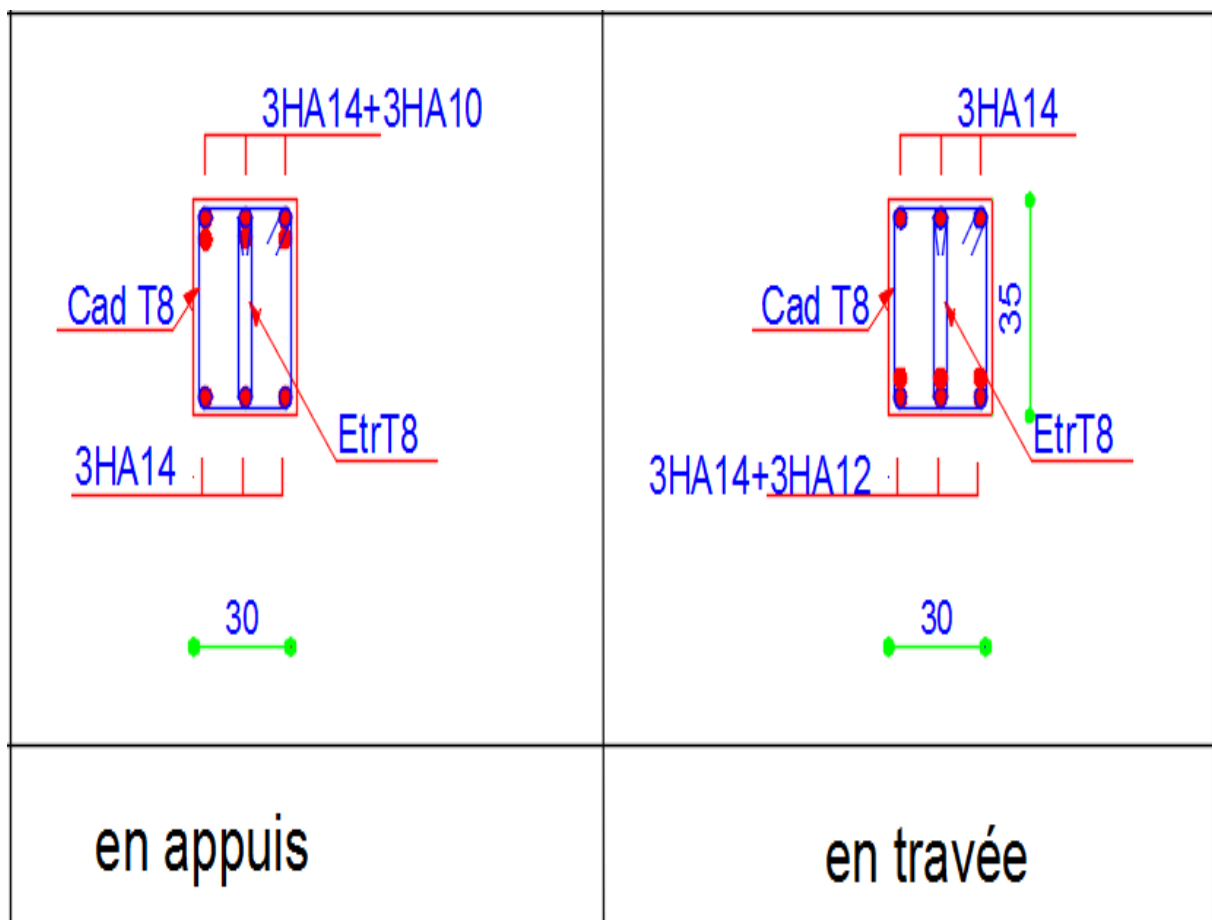 3HA14+3HA10
Cad T8
EtrT8
3HA14
30
en appuis
3HA14
35
Cad T8
EtrT8
3HA14+3HA12
30
en travée